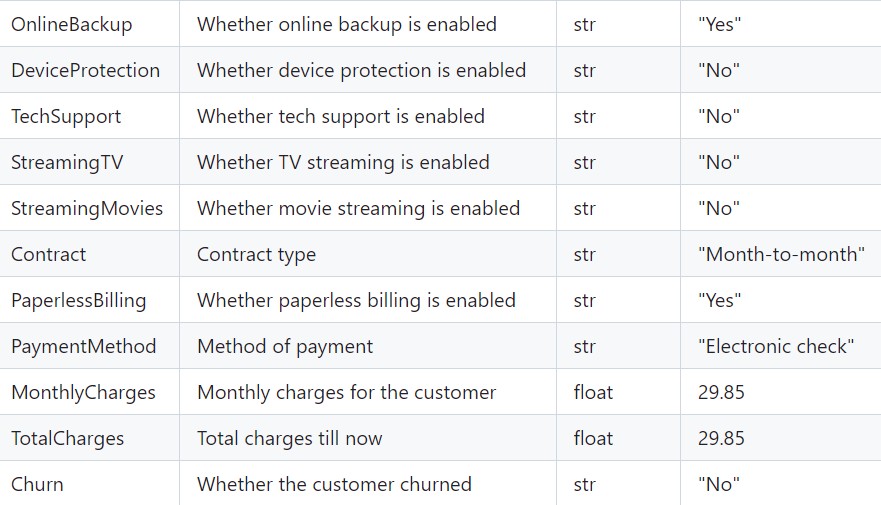 OnlineBackup Whether online backup is enabled str "Yes"
DeviceProtection Whether device protection is enabled str "No"
TechSupport Whether tech support is enabled str "No"
StreamingTV Whether TV streaming is enabled str "No"
StreamingMovies Whether movie streaming is enabled str "No"
Contract Contract type str "Month-to-month"
PaperlessBilling Whether paperless billing is enabled str "Yes"
PaymentMethod Method of payment str "Electronic check"
MonthlyCharges Monthly charges for the customer float 29.85
TotalCharges Total charges till now float 29.85
Churn Whether the customer churned str "No"